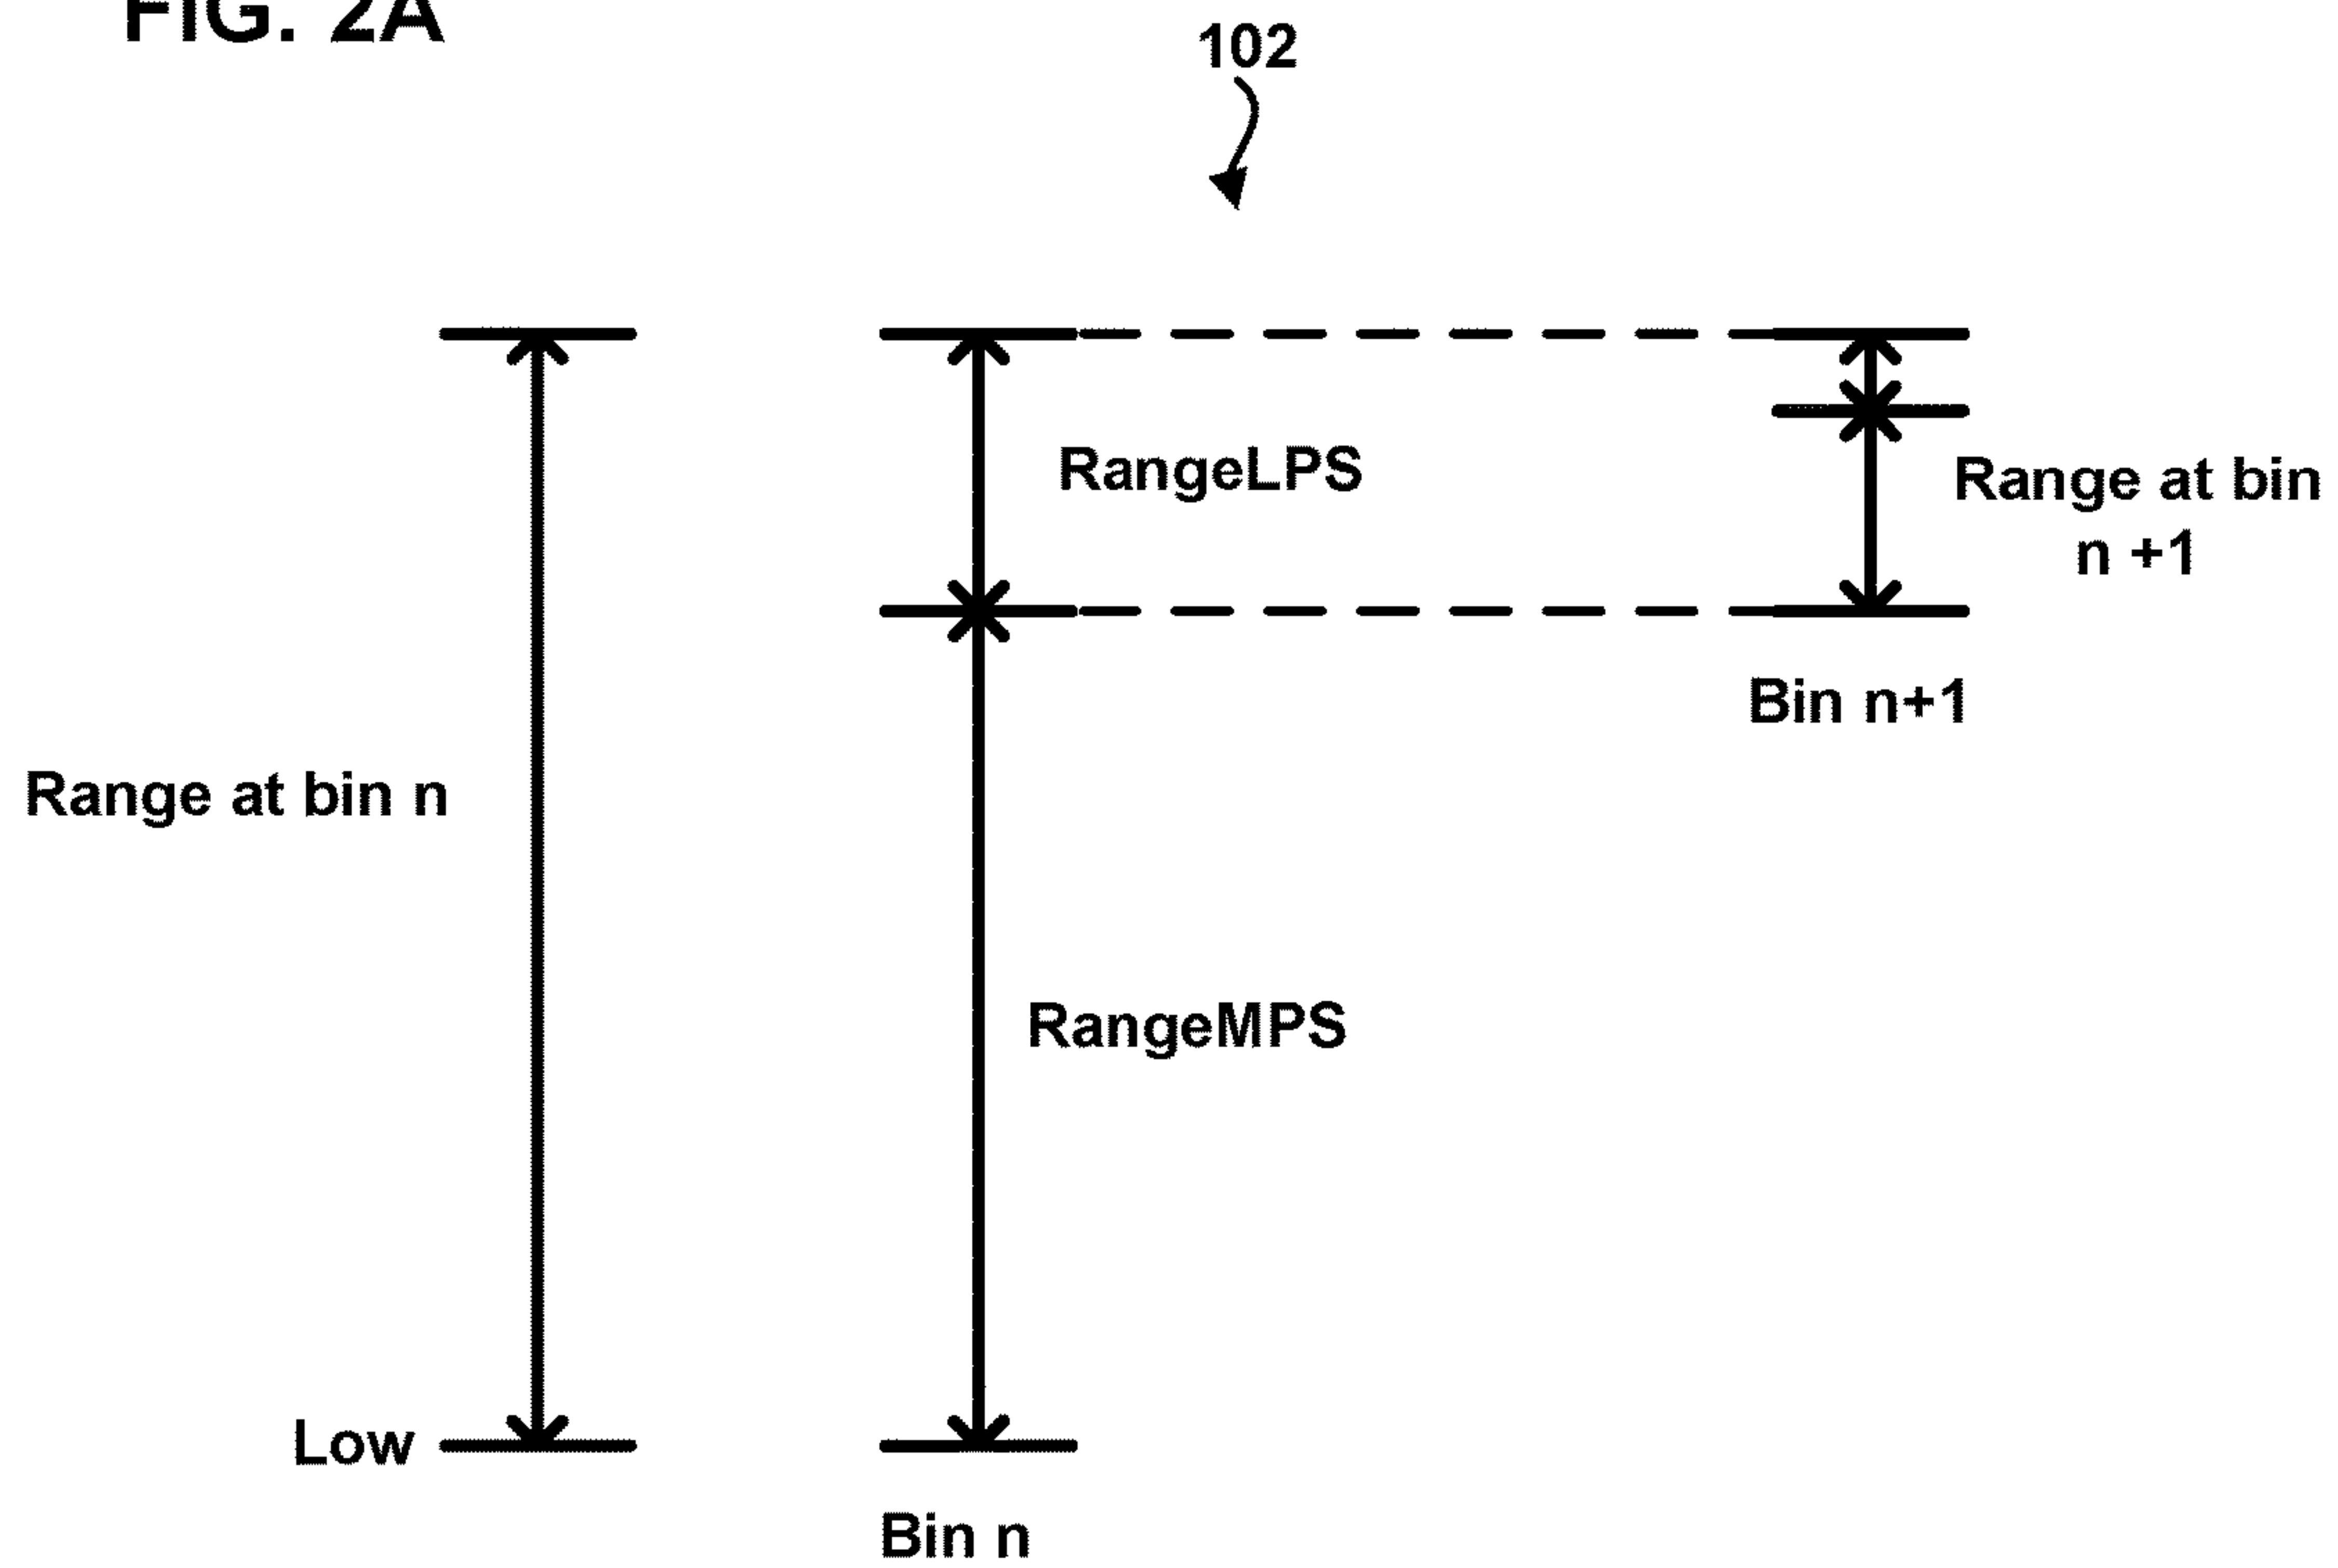 FIG. 2A
102
RangeLPS
Range at bin
n +1
Bin n+1
Range at bin n
RangeMPS
Low
Bin n